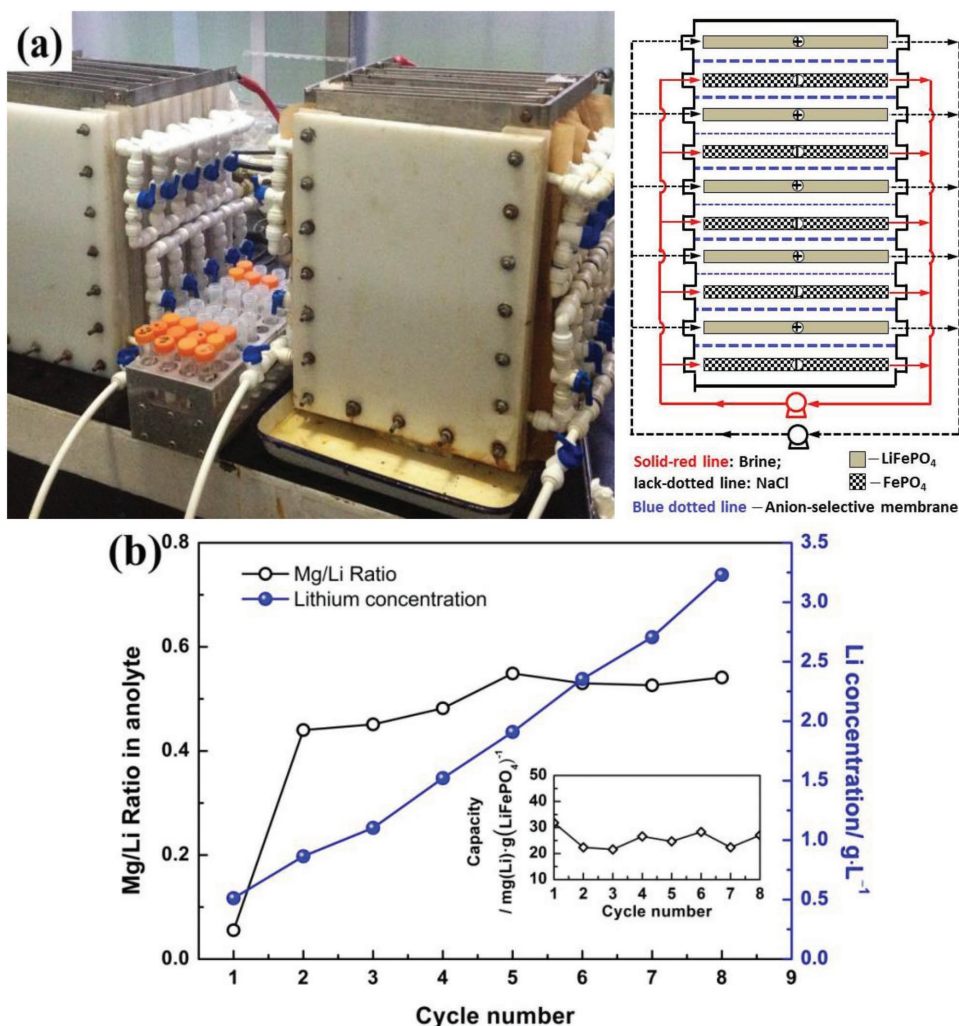 (a)
Solid-red line: Brine;
lack-dotted line: NaCl
Blue dotted line — Anion-selective membrane
— LiFePO₄
— FePO₄
(b)
Mg/Li Ratio
Lithium concentration
Mg/Li Ratio in anolyte
0.8
0.6
0.4
0.2
0.0
Li concentration/ g·L⁻¹
3.5
3.0
2.5
2.0
1.5
1.0
0.5
0.0
Capacity
/ mg(Li)·g(LiFePO₄)⁻¹
50
40
30
20
10
1 2 3 4 5 6 7 8
Cycle number
1 2 3 4 5 6 7 8 9
Cycle number